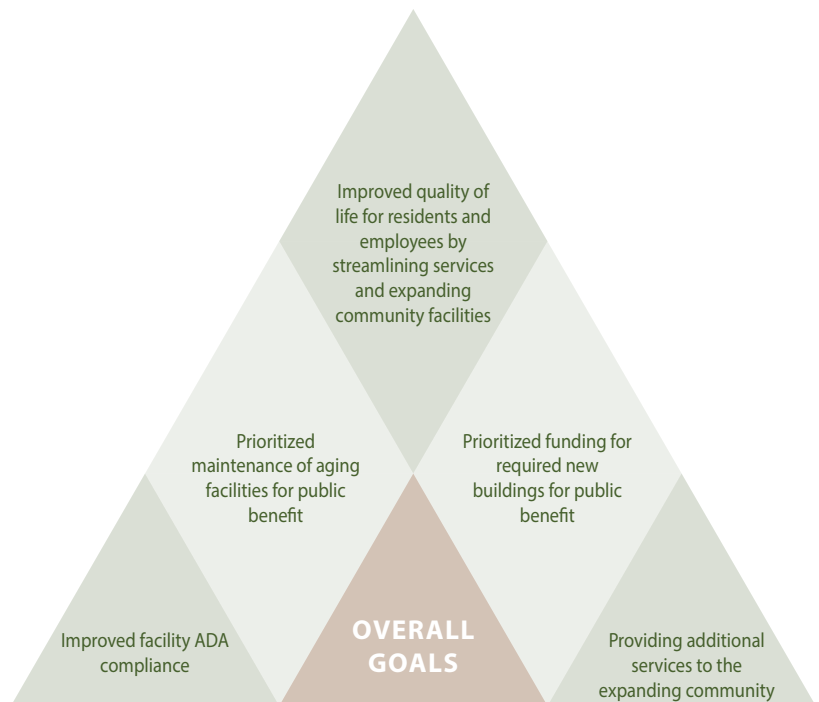 Improved quality of
life for residents and
employees by
streamlining services
and expanding
community facilities
Prioritized
maintenance of aging
facilities for public
benefit
Prioritized funding for
required new
buildings for public
benefit
Improved facility ADA
compliance
OVERALL
GOALS
Providing additional
services to the
expanding community